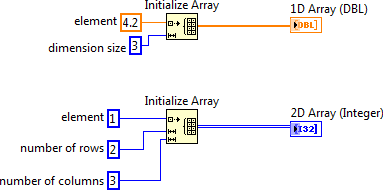 Initialize Array
1D Array (DBL)
element 4.2
DBL]
dimension size 3
Initialize Array
2D Array (Integer)
element 1
[32]
number of rows 2
number of columns 3